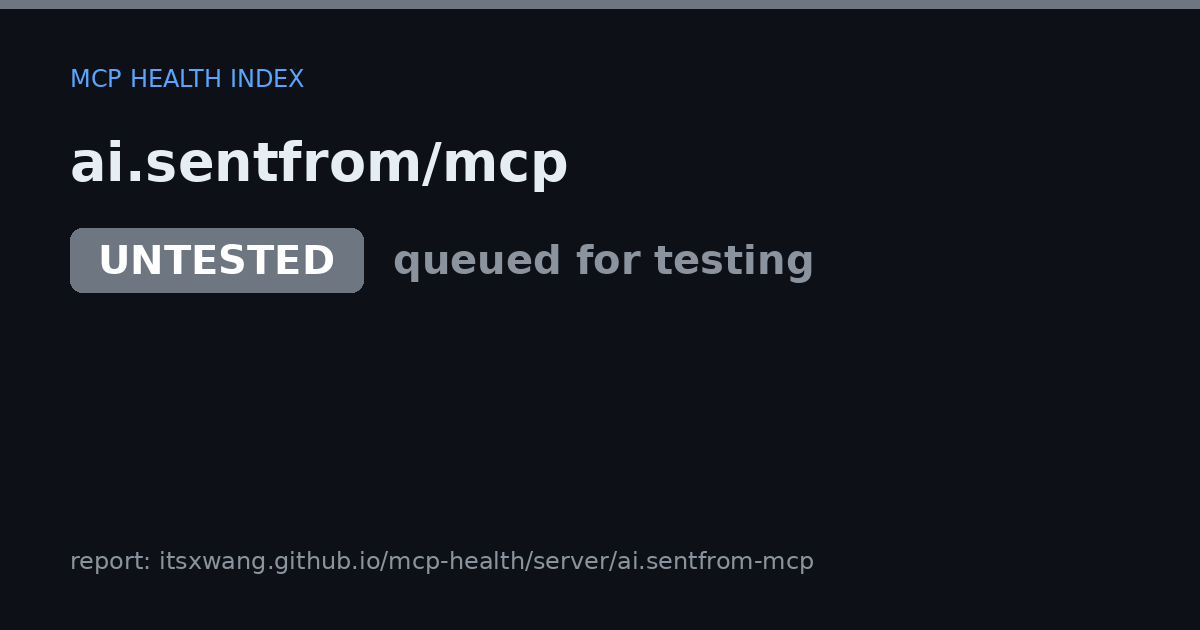 MCP HEALTH INDEX
ai.sentfrom/mcp
UNTESTED queued for testing
report: itsxwang.github.io/mcp-health/server/ai.sentfrom-mcp